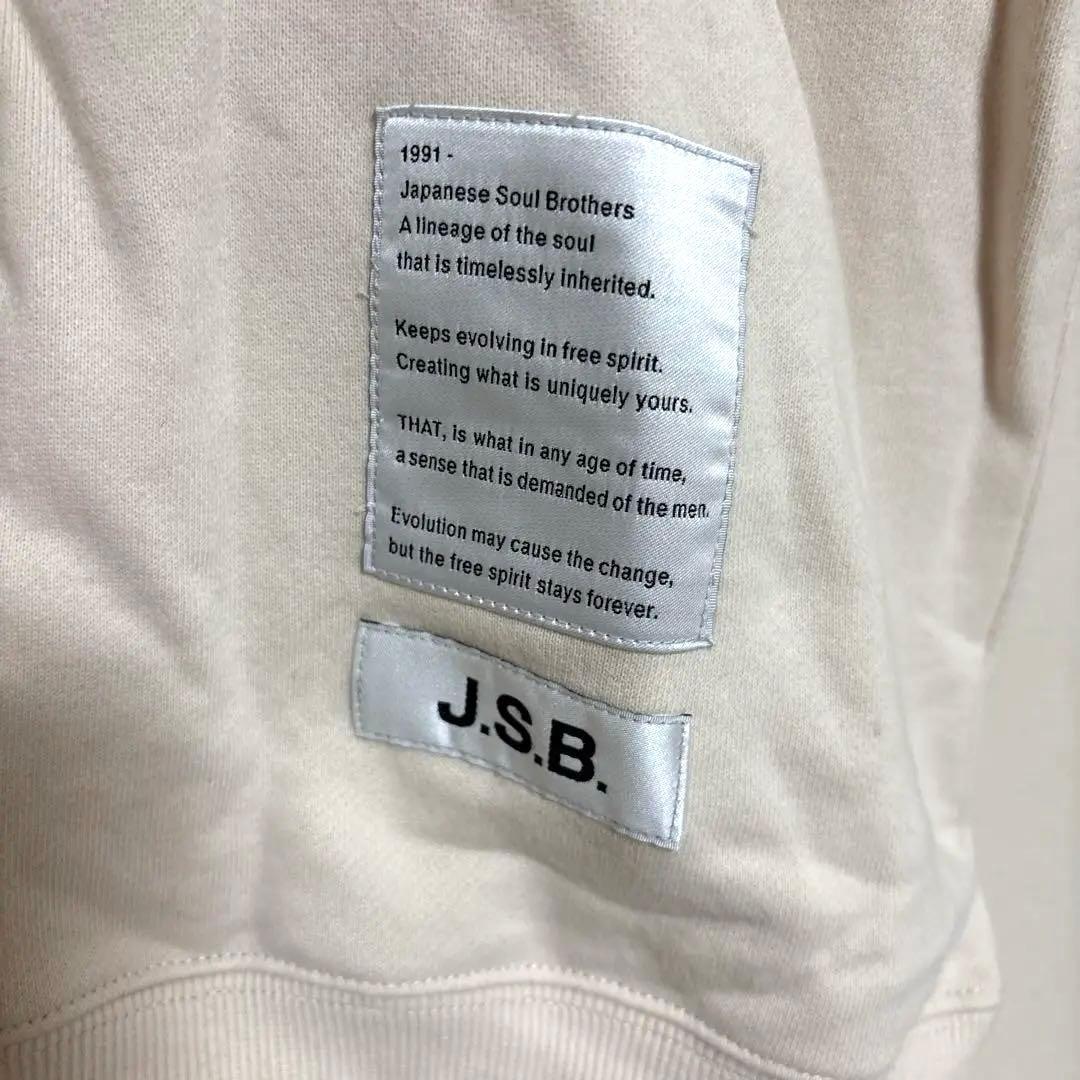 1991 -
Japanese Soul Brothers
A lineage of the soul
that is timelessly inherited.
Keeps evolving in free spirit.
Creating what is uniquely yours.
THAT, is what in any age of time,
a sense that is demanded of the men.
Evolution may cause the change,
but the free spirit stays forever.
J.S.B.